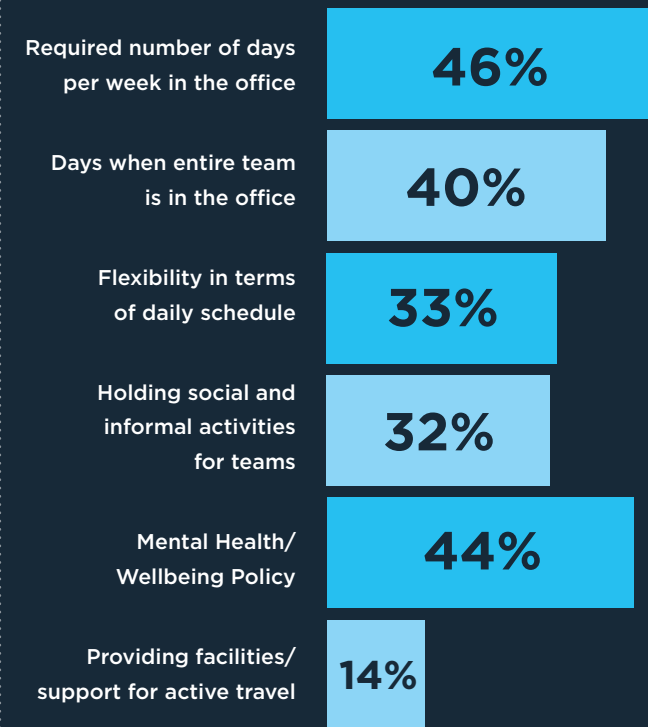 Required number of days
per week in the office
46%
Days when entire team
is in the office
40%
Flexibility in terms
of daily schedule
33%
Holding social and
informal activities
for teams
32%
Mental Health/
Wellbeing Policy
44%
Providing facilities/
support for active travel
14%